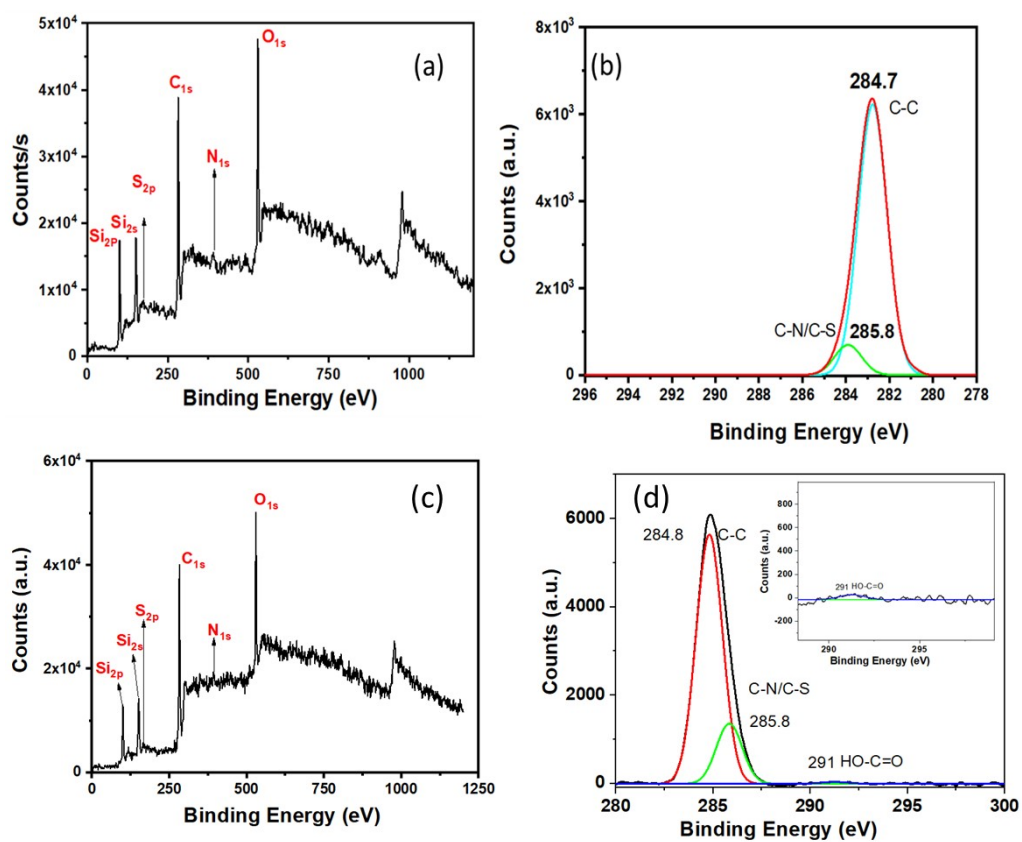 (a)
5x10⁴
4x10⁴
3x10⁴
2x10⁴
1x10⁴
0
Counts/s
Si₂ₚ
Si₂ₛ
S₂ₚ
C₁ₛ
N₁ₛ
O₁ₛ
0 250 500 750 1000
Binding Energy (eV)
(b)
8x10³
6x10³
4x10³
2x10³
0
Counts (a.u.)
284.7
C-C
C-N/C-S
285.8
296 294 292 290 288 286 284 282 280 278
Binding Energy (eV)
(c)
6x10⁴
4x10⁴
2x10⁴
0
Counts (a.u.)
Si₂ₚ
Si₂ₛ
S₂ₚ
C₁ₛ
N₁ₛ
O₁ₛ
0 250 500 750 1000 1250
Binding Energy (eV)
(d)
6000
4000
2000
0
Counts (a.u.)
284.8
C-C
C-N/C-S
285.8
291 HO-C=O
280 285 290 295 300
Binding Energy (eV)
800
600
400
200
0
-200
Counts (a.u.)
291 HO-C=O
290 295
Binding Energy (eV)